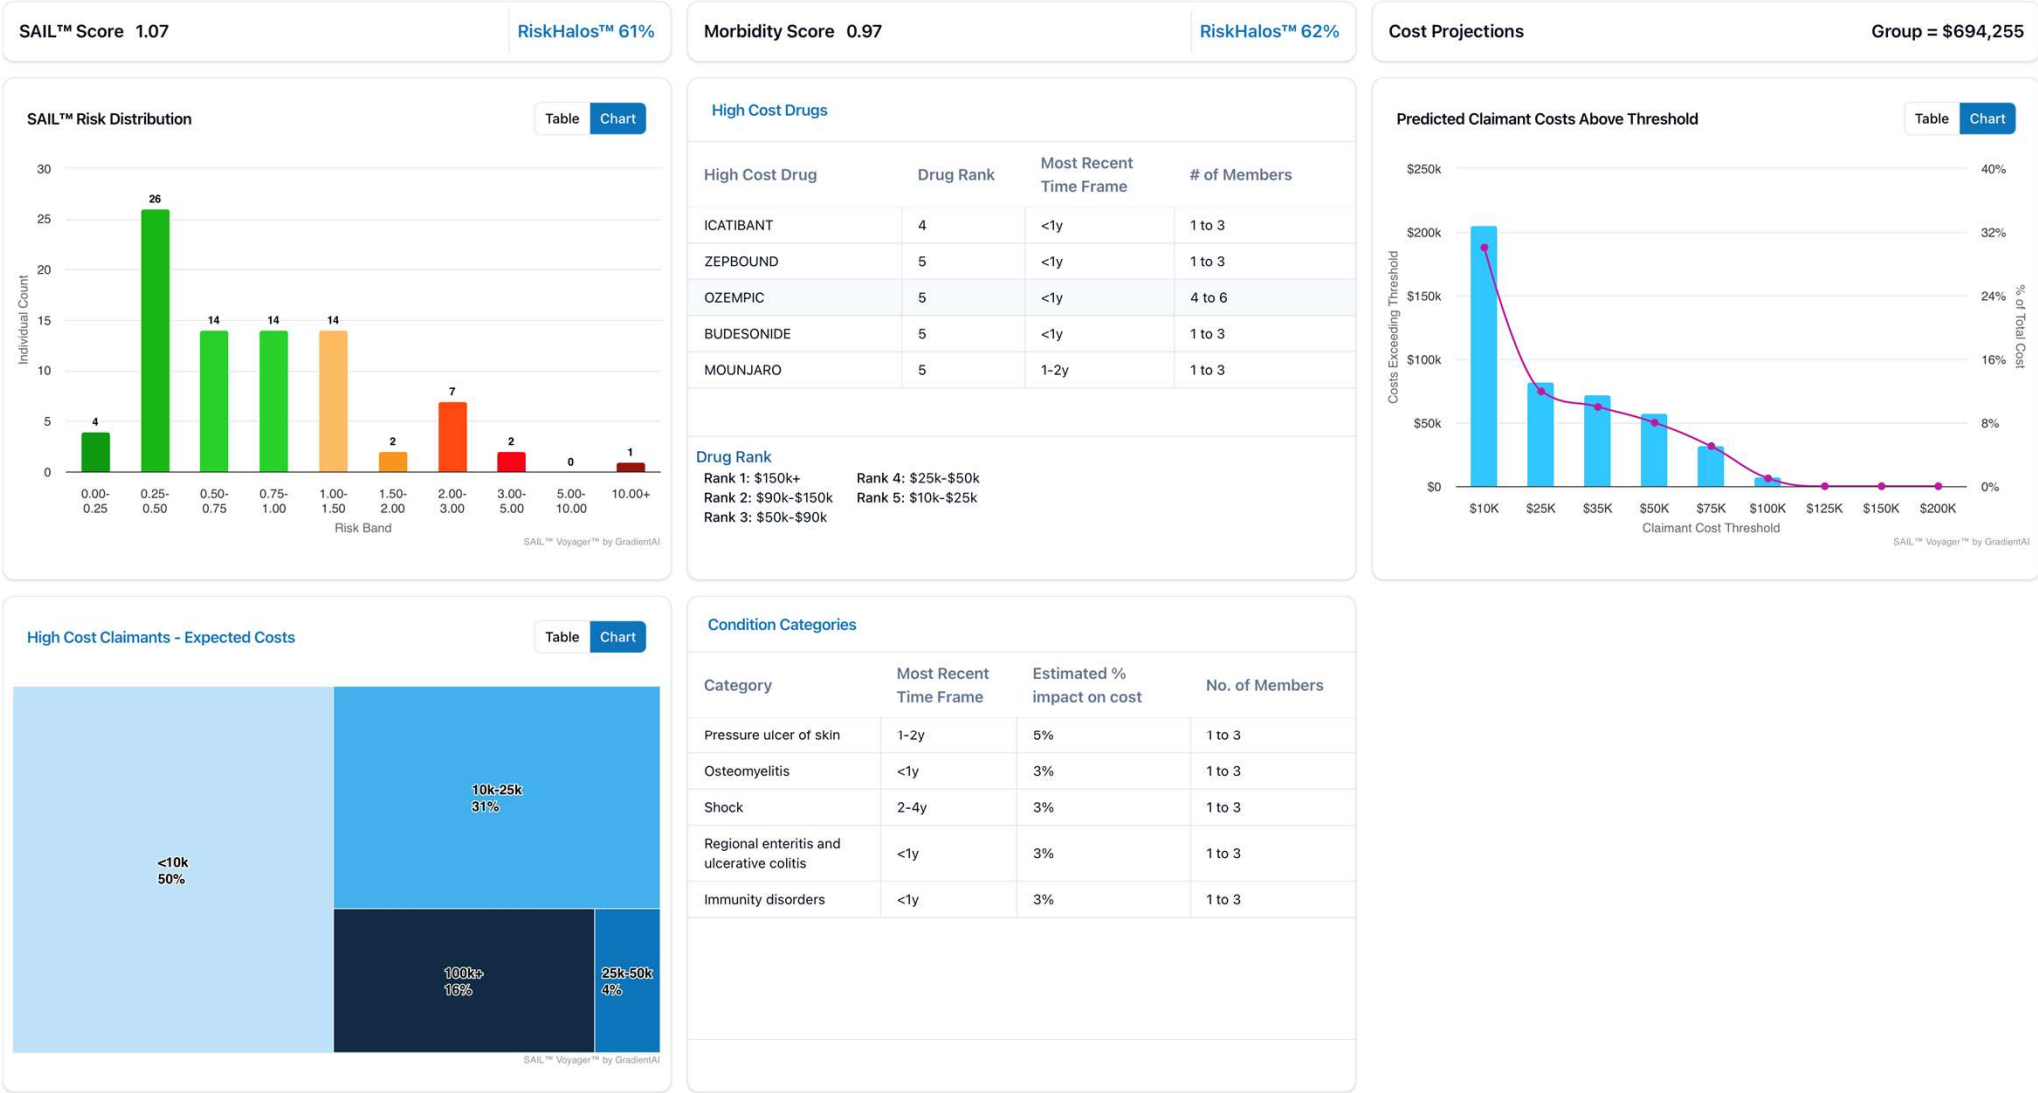 SAIL™ Score 1.07
RiskHalos™ 61%
Morbidity Score 0.97
RiskHalos™ 62%
Cost Projections
Group = $694,255
SAIL™ Risk Distribution
Table
Chart
30
25
20
15
10
5
0
Individual Count
4
26
14
14
14
2
7
2
0
1
0.00-
0.25
0.25-
0.50
0.50-
0.75
0.75-
1.00
1.00-
1.50
1.50-
2.00
2.00-
3.00
3.00-
5.00
5.00-
10.00
10.00+
Risk Band
SAIL™ Voyager™ by GradientAI
High Cost Drugs
High Cost Drug
Drug Rank
Most Recent
Time Frame
# of Members
ICATIBANT 4 <1y 1 to 3
ZEPBOUND 5 <1y 1 to 3
OZEMPIC 5 <1y 4 to 6
BUDESONIDE 5 <1y 1 to 3
MOUNJARO 5 1-2y 1 to 3
Drug Rank
Rank 1: $150k+ Rank 4: $25k-$50k
Rank 2: $90k-$150k Rank 5: $10k-$25k
Rank 3: $50k-$90k
Predicted Claimant Costs Above Threshold
Table
Chart
Costs Exceeding Threshold
$250k
$200k
$150k
$100k
$50k
$0
40%
32%
24%
16%
8%
0%
% of Total Cost
$10K $25K $35K $50K $75K $100K $125K $150K $200K
Claimant Cost Threshold
SAIL™ Voyager™ by GradientAI
High Cost Claimants - Expected Costs
Table
Chart
<10k
50%
10k-25k
31%
100k+
16%
25k-50k
4%
SAIL™ Voyager™ by GradientAI
Condition Categories
Category
Most Recent
Time Frame
Estimated %
impact on cost
No. of Members
Pressure ulcer of skin 1-2y 5% 1 to 3
Osteomyelitis <1y 3% 1 to 3
Shock 2-4y 3% 1 to 3
Regional enteritis and
ulcerative colitis <1y 3% 1 to 3
Immunity disorders <1y 3% 1 to 3